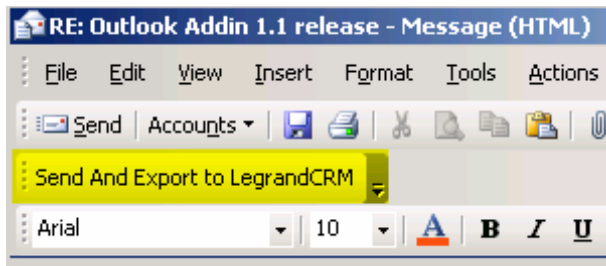 RE: Outlook Addin 1.1 release - Message (HTML)
File Edit View Insert Format Tools Actions
Send Accounts
Send And Export to LegrandCRM
Arial 10 A B I U